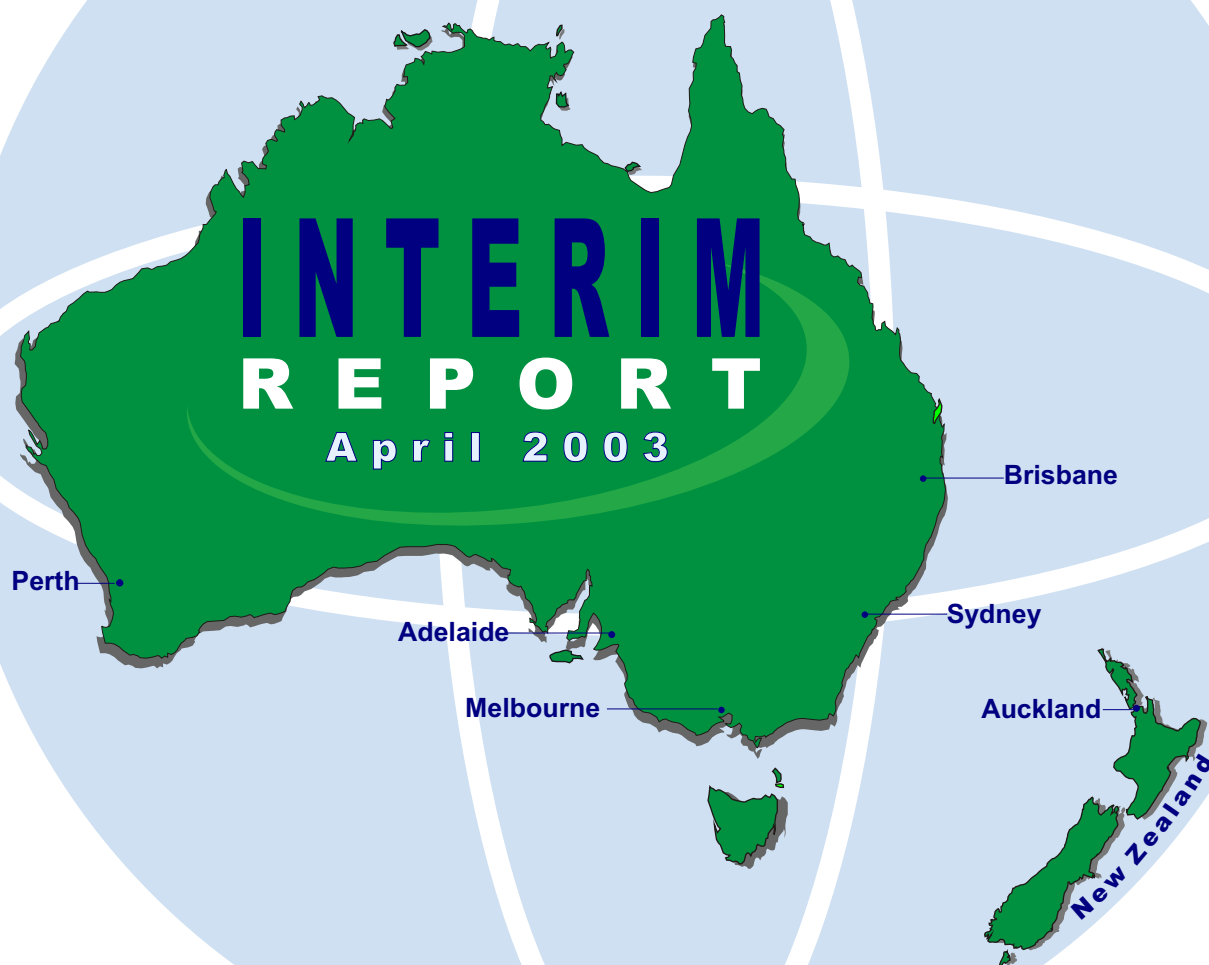 INTERIM
REPORT
April 2003
Brisbane
Perth
Sydney
Adelaide
Melbourne
Auckland
New Zealand